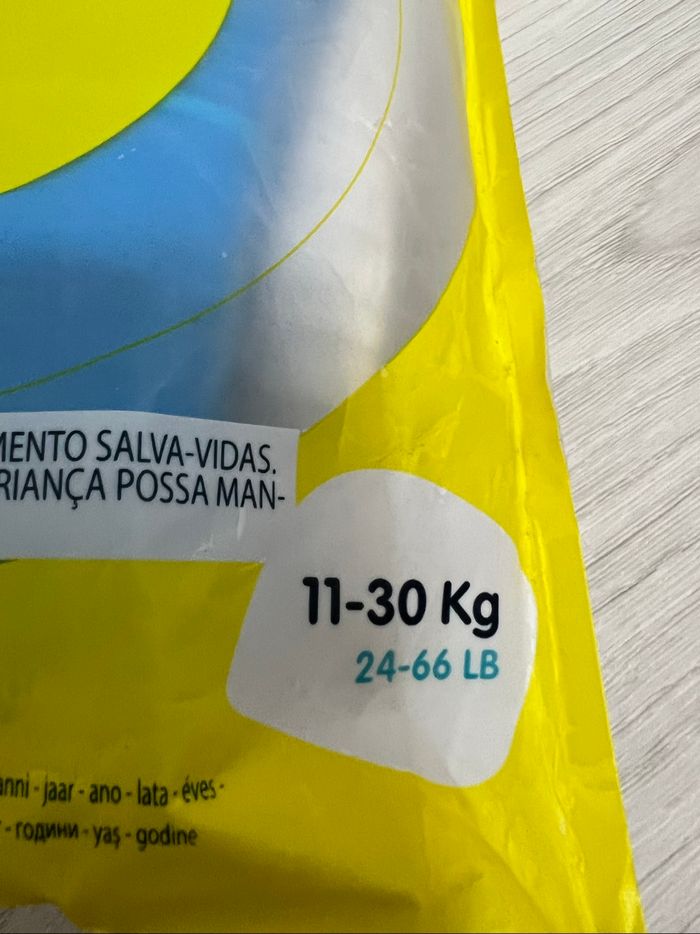 MENTO SALVA-VIDAS.
RIANÇA POSSA MAN-
11-30 Kg
24-66 LB
anni - jaar - ano - lata - éves -
- години - yaş - godine